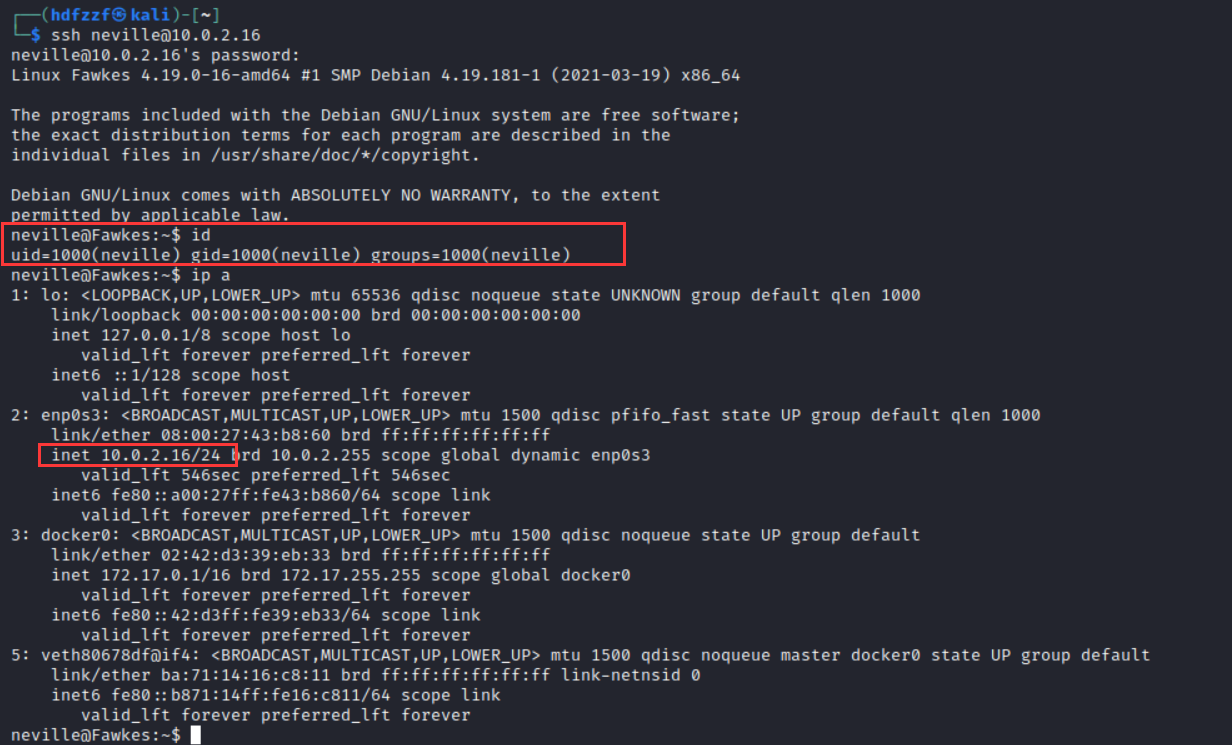 ┌──(hdfzzf㉿kali)-[~]
└─$ ssh neville@10.0.2.16
neville@10.0.2.16's password:
Linux Fawkes 4.19.0-16-amd64 #1 SMP Debian 4.19.181-1 (2021-03-19) x86_64
The programs included with the Debian GNU/Linux system are free software;
the exact distribution terms for each program are described in the
individual files in /usr/share/doc/*/copyright.
Debian GNU/Linux comes with ABSOLUTELY NO WARRANTY, to the extent
permitted by applicable law.
neville@Fawkes:~$ id
uid=1000(neville) gid=1000(neville) groups=1000(neville)
neville@Fawkes:~$ ip a
1: lo: <LOOPBACK,UP,LOWER_UP> mtu 65536 qdisc noqueue state UNKNOWN group default qlen 1000
    link/loopback 00:00:00:00:00:00 brd 00:00:00:00:00:00
    inet 127.0.0.1/8 scope host lo
       valid_lft forever preferred_lft forever
    inet6 ::1/128 scope host
       valid_lft forever preferred_lft forever
2: enp0s3: <BROADCAST,MULTICAST,UP,LOWER_UP> mtu 1500 qdisc pfifo_fast state UP group default qlen 1000
    link/ether 08:00:27:43:b8:60 brd ff:ff:ff:ff:ff:ff
    inet 10.0.2.16/24 brd 10.0.2.255 scope global dynamic enp0s3
       valid_lft 546sec preferred_lft 546sec
    inet6 fe80::a00:27ff:fe43:b860/64 scope link
       valid_lft forever preferred_lft forever
3: docker0: <BROADCAST,MULTICAST,UP,LOWER_UP> mtu 1500 qdisc noqueue state UP group default
    link/ether 02:42:d3:39:eb:33 brd ff:ff:ff:ff:ff:ff
    inet 172.17.0.1/16 brd 172.17.255.255 scope global docker0
       valid_lft forever preferred_lft forever
    inet6 fe80::42:d3ff:fe39:eb33/64 scope link
       valid_lft forever preferred_lft forever
5: veth80678df@if4: <BROADCAST,MULTICAST,UP,LOWER_UP> mtu 1500 qdisc noqueue master docker0 state UP group default
    link/ether ba:71:14:16:c8:11 brd ff:ff:ff:ff:ff:ff link-netnsid 0
    inet6 fe80::b871:14ff:fe16:c811/64 scope link
       valid_lft forever preferred_lft forever
neville@Fawkes:~$